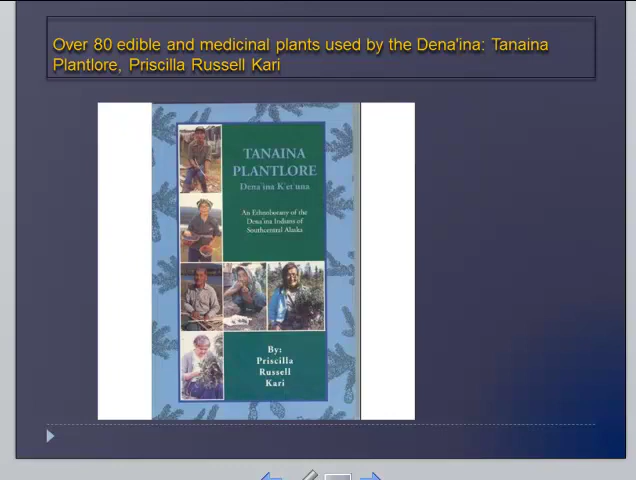 Over 80 edible and medicinal plants used by the Dena'ina: Tanaina
Plantlore, Priscilla Russell Kari
TANAINA
PLANTLORE
Dena'ina K'et'una
An Ethnobotany of the
Dena'ina Indians of
Southcentral Alaska
By:
Priscilla
Russell
Kari